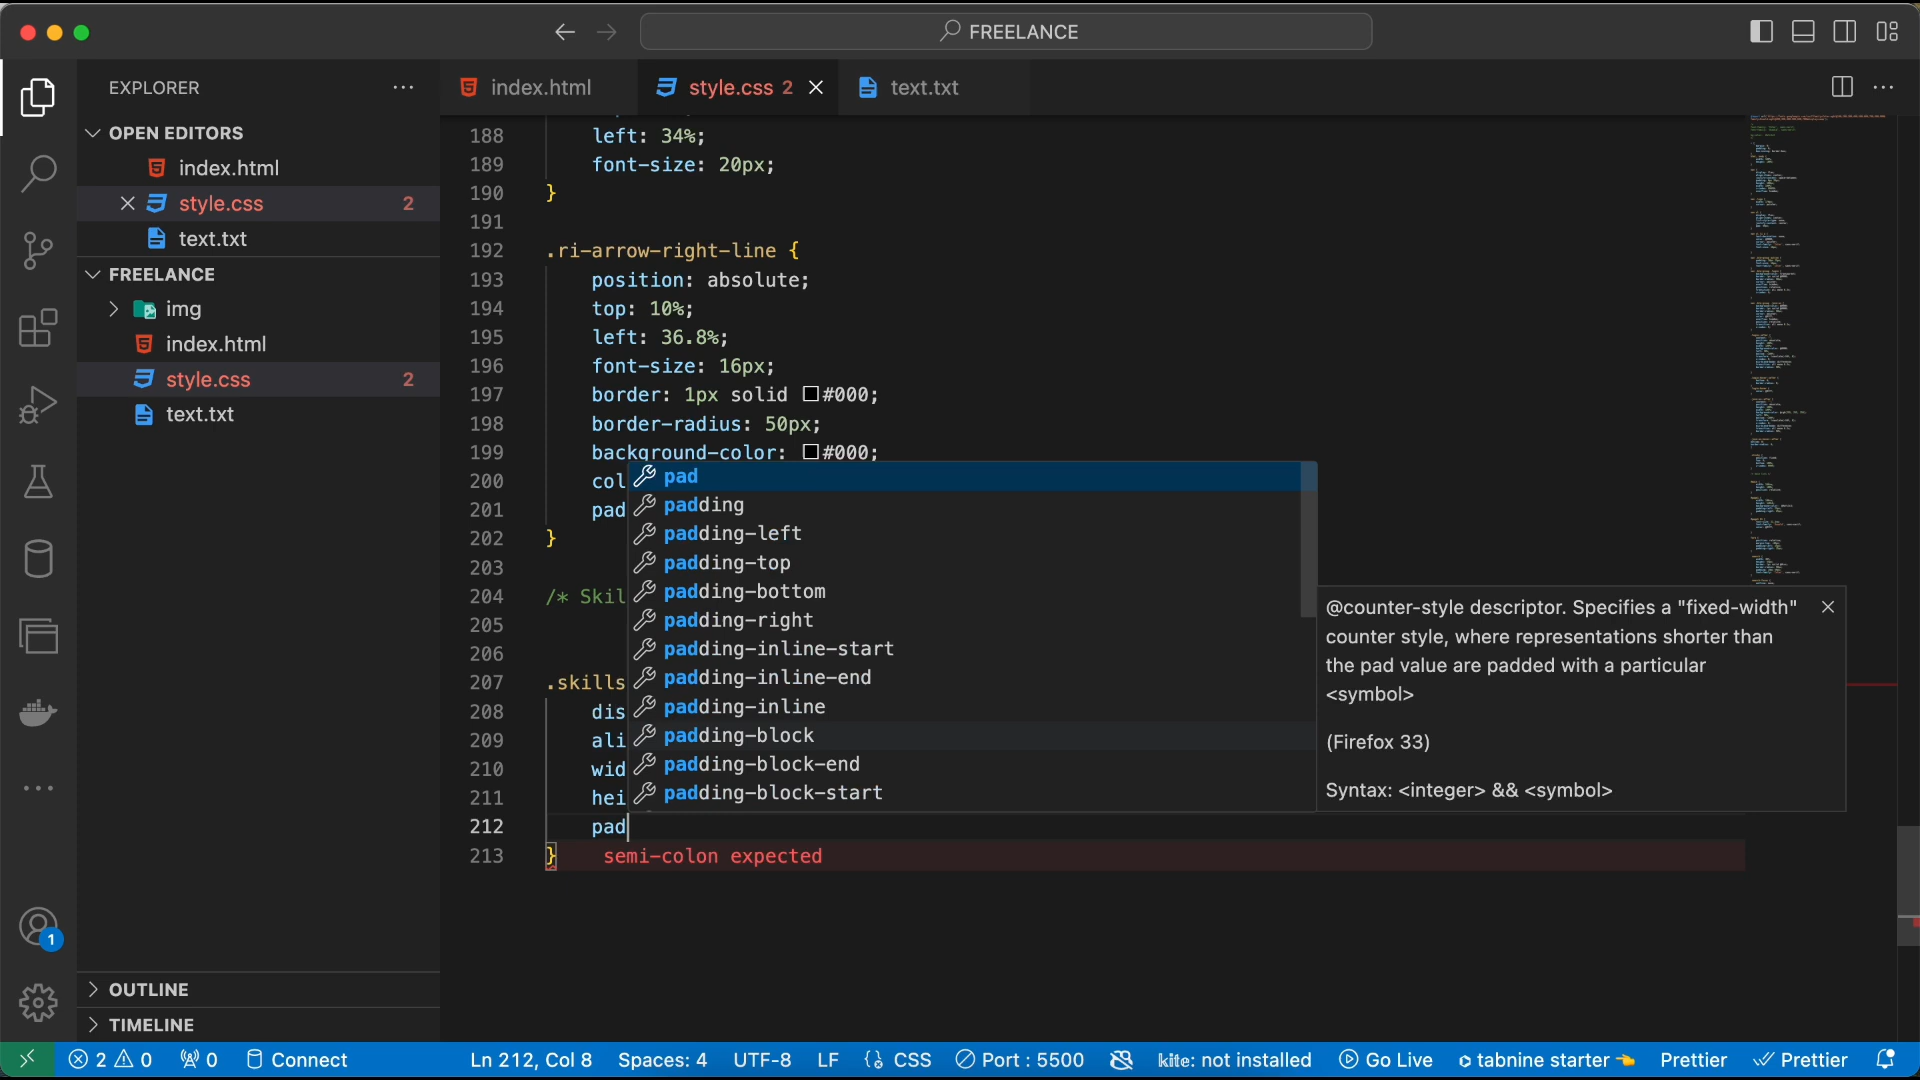 FREELANCE
EXPLORER
index.html
style.css 2
text.txt
OPEN EDITORS
index.html
style.css 2
text.txt
FREELANCE
img
index.html
style.css 2
text.txt
OUTLINE
TIMELINE
1
188 left: 34%;
189 font-size: 20px;
190 }
191
192 .ri-arrow-right-line {
193 position: absolute;
194 top: 10%;
195 left: 36.8%;
196 font-size: 16px;
197 border: 1px solid #000;
198 border-radius: 50px;
199 background-color: #000;
200 col
201 pad
202 }
203
204 /* Skil
205
206
207 .skills
208 dis
209 ali
210 wid
211 hei
212 pad
213 } semi-colon expected
pad
padding
padding-left
padding-top
padding-bottom
padding-right
padding-inline-start
padding-inline-end
padding-inline
padding-block
padding-block-end
padding-block-start
@counter-style descriptor. Specifies a "fixed-width"
counter style, where representations shorter than
the pad value are padded with a particular
<symbol>
(Firefox 33)
Syntax: <integer> && <symbol>
2 0 0 Connect Ln 212, Col 8 Spaces: 4 UTF-8 LF CSS Port : 5500 kite: not installed Go Live tabnine starter Prettier Prettier